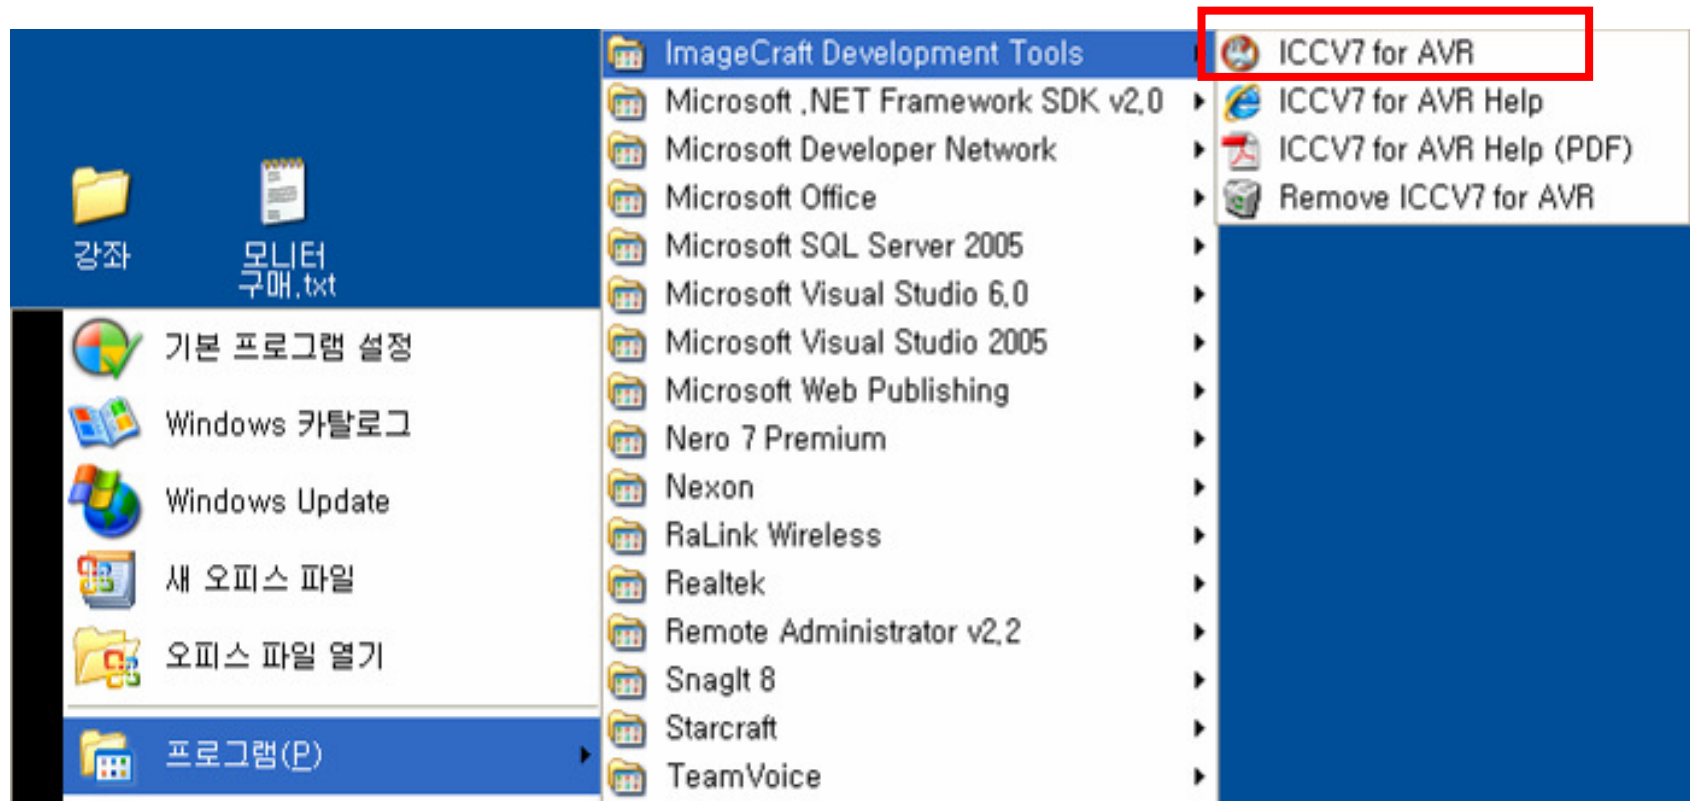 강좌
모니터
구매.txt
기본 프로그램 설정
Windows 카탈로그
Windows Update
새 오피스 파일
오피스 파일 열기
프로그램(P)
ImageCraft Development Tools
Microsoft .NET Framework SDK v2.0
Microsoft Developer Network
Microsoft Office
Microsoft SQL Server 2005
Microsoft Visual Studio 6.0
Microsoft Visual Studio 2005
Microsoft Web Publishing
Nero 7 Premium
Nexon
RaLink Wireless
Realtek
Remote Administrator v2.2
SnagIt 8
Starcraft
TeamVoice
ICCV7 for AVR
ICCV7 for AVR Help
ICCV7 for AVR Help (PDF)
Remove ICCV7 for AVR